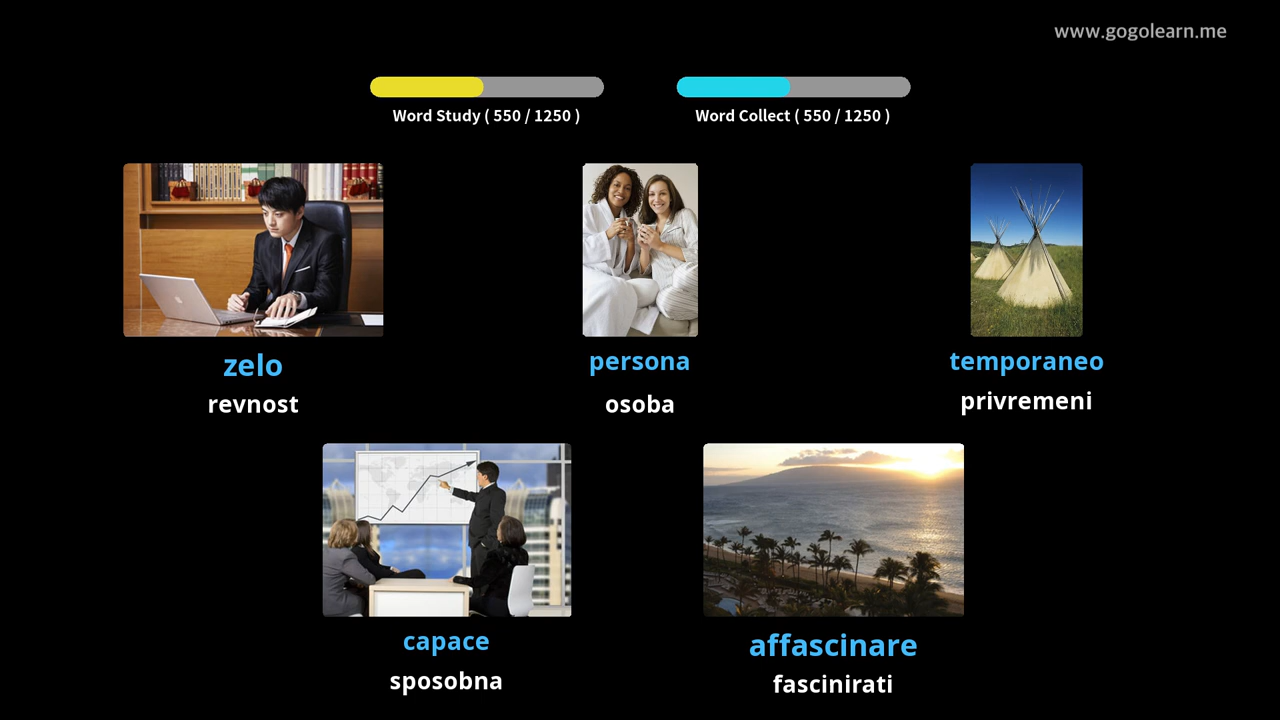 www.gogolearn.me
Word Study ( 550 / 1250 )
Word Collect ( 550 / 1250 )
zelo
revnost
persona
osoba
temporaneo
privremeni
capace
sposobna
affascinare
fascinirati